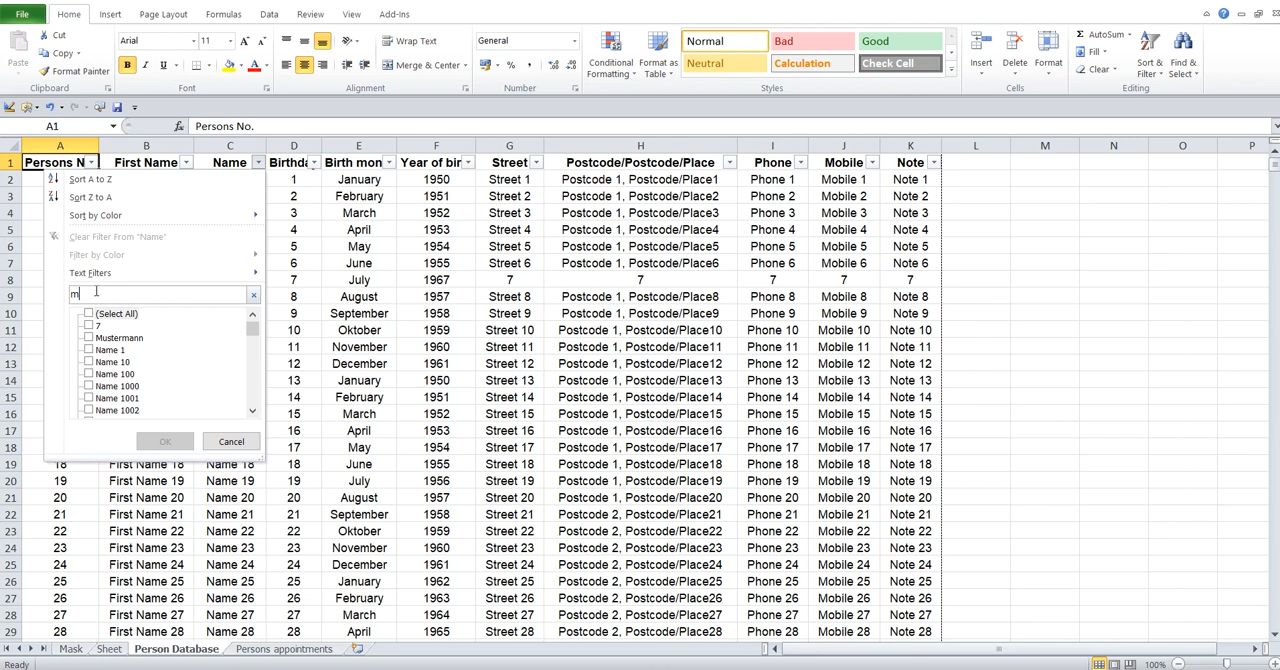 File Home Insert Page Layout Formulas Data Review View Add-Ins
Paste
Cut
Copy
Format Painter
Clipboard
Arial 11
B I U
Font
Wrap Text
Merge & Center
Alignment
General
Number
Conditional Formatting
Format as Table
Normal Bad Good
Neutral Calculation Check Cell
Styles
Insert Delete Format
Cells
AutoSum
Fill
Clear
Sort & Filter
Find & Select
Editing
A1 fx Persons No.
A B C D E F G H I J K L M N O P
1 Persons N First Name Name Birthda Birth mon Year of bir Street Postcode/Postcode/Place Phone Mobile Note
Sort A to Z
Sort Z to A
Sort by Color
Clear Filter From "Name"
Filter by Color
Text Filters
m
(Select All)
7
Mustermann
Name 1
Name 10
Name 100
Name 1000
Name 1001
Name 1002
OK Cancel
2 1 January 1950 Street 1 Postcode 1, Postcode/Place1 Phone 1 Mobile 1 Note 1
3 2 February 1951 Street 2 Postcode 1, Postcode/Place2 Phone 2 Mobile 2 Note 2
4 3 March 1952 Street 3 Postcode 1, Postcode/Place3 Phone 3 Mobile 3 Note 3
5 4 April 1953 Street 4 Postcode 1, Postcode/Place4 Phone 4 Mobile 4 Note 4
6 5 May 1954 Street 5 Postcode 1, Postcode/Place5 Phone 5 Mobile 5 Note 5
7 6 June 1955 Street 6 Postcode 1, Postcode/Place6 Phone 6 Mobile 6 Note 6
8 7 July 1967 7 7 7 7 7
9 8 August 1957 Street 8 Postcode 1, Postcode/Place8 Phone 8 Mobile 8 Note 8
10 9 September 1958 Street 9 Postcode 1, Postcode/Place9 Phone 9 Mobile 9 Note 9
11 10 Oktober 1959 Street 10 Postcode 1, Postcode/Place10 Phone 10 Mobile 10 Note 10
12 11 November 1960 Street 11 Postcode 1, Postcode/Place11 Phone 11 Mobile 11 Note 11
13 12 December 1961 Street 12 Postcode 1, Postcode/Place12 Phone 12 Mobile 12 Note 12
14 13 January 1950 Street 13 Postcode 1, Postcode/Place13 Phone 13 Mobile 13 Note 13
15 14 February 1951 Street 14 Postcode 1, Postcode/Place14 Phone 14 Mobile 14 Note 14
16 15 March 1952 Street 15 Postcode 1, Postcode/Place15 Phone 15 Mobile 15 Note 15
17 16 April 1953 Street 16 Postcode 1, Postcode/Place16 Phone 16 Mobile 16 Note 16
18 17 May 1954 Street 17 Postcode 1, Postcode/Place17 Phone 17 Mobile 17 Note 17
19 18 First Name 18 Name 18 18 June 1955 Street 18 Postcode 1, Postcode/Place18 Phone 18 Mobile 18 Note 18
20 19 First Name 19 Name 19 19 July 1956 Street 19 Postcode 1, Postcode/Place19 Phone 19 Mobile 19 Note 19
21 20 First Name 20 Name 20 20 August 1957 Street 20 Postcode 1, Postcode/Place20 Phone 20 Mobile 20 Note 20
22 21 First Name 21 Name 21 21 September 1958 Street 21 Postcode 2, Postcode/Place21 Phone 21 Mobile 21 Note 21
23 22 First Name 22 Name 22 22 Oktober 1959 Street 22 Postcode 2, Postcode/Place22 Phone 22 Mobile 22 Note 22
24 23 First Name 23 Name 23 23 November 1960 Street 23 Postcode 2, Postcode/Place23 Phone 23 Mobile 23 Note 23
25 24 First Name 24 Name 24 24 December 1961 Street 24 Postcode 2, Postcode/Place24 Phone 24 Mobile 24 Note 24
26 25 First Name 25 Name 25 25 January 1962 Street 25 Postcode 2, Postcode/Place25 Phone 25 Mobile 25 Note 25
27 26 First Name 26 Name 26 26 February 1963 Street 26 Postcode 2, Postcode/Place26 Phone 26 Mobile 26 Note 26
28 27 First Name 27 Name 27 27 March 1964 Street 27 Postcode 2, Postcode/Place27 Phone 27 Mobile 27 Note 27
29 28 First Name 28 Name 28 28 April 1965 Street 28 Postcode 2, Postcode/Place28 Phone 28 Mobile 28 Note 28
Mask Sheet Person Database Persons appointments
Ready 100%